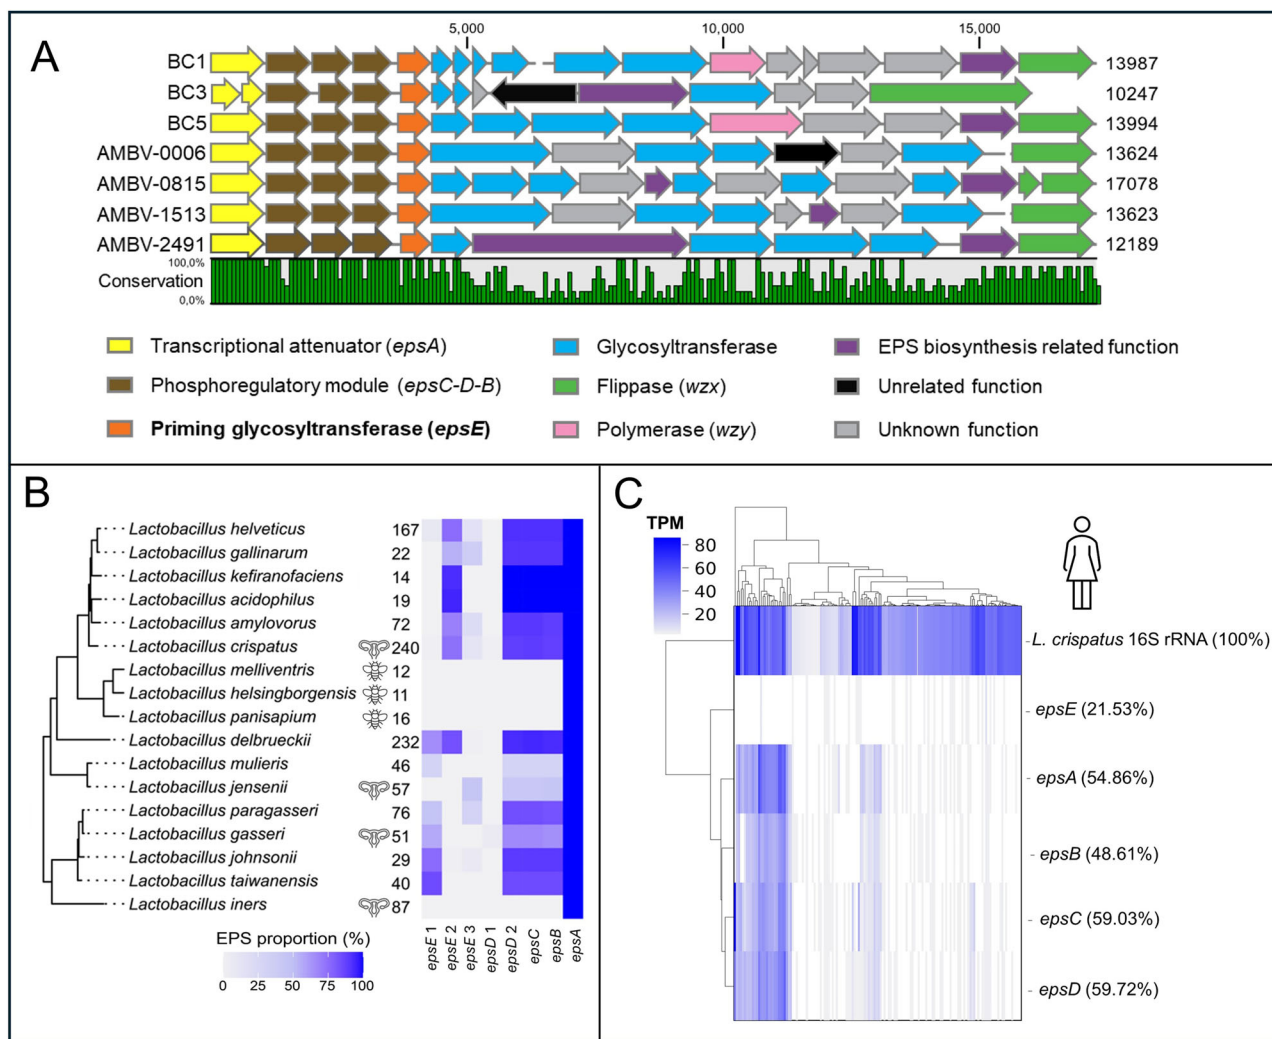 A
5,000 10,000 15,000
BC1 13987
BC3 10247
BC5 13994
AMBV-0006 13624
AMBV-0815 17078
AMBV-1513 13623
AMBV-2491 12189
100,0%
Conservation
0,0%
Transcriptional attenuator (epsA)
Glycosyltransferase
EPS biosynthesis related function
Phosphoregulatory module (epsC-D-B)
Flippase (wzx)
Unrelated function
Priming glycosyltransferase (epsE)
Polymerase (wzy)
Unknown function
B
Lactobacillus helveticus 167
Lactobacillus gallinarum 22
Lactobacillus kefiranofaciens 14
Lactobacillus acidophilus 19
Lactobacillus amylovorus 72
Lactobacillus crispatus 240
Lactobacillus melliventris 12
Lactobacillus helsingborgensis 11
Lactobacillus panisapium 16
Lactobacillus delbrueckii 232
Lactobacillus mulieris 46
Lactobacillus jensenii 57
Lactobacillus paragasseri 76
Lactobacillus gasseri 51
Lactobacillus johnsonii 29
Lactobacillus taiwanensis 40
Lactobacillus iners 87
EPS proportion (%)
0 25 50 75 100
epsE 1
epsE 2
epsE 3
epsD 1
epsD 2
epsC
epsB
epsA
C
TPM
80
60
40
20
L. crispatus 16S rRNA (100%)
epsE (21.53%)
epsA (54.86%)
epsB (48.61%)
epsC (59.03%)
epsD (59.72%)